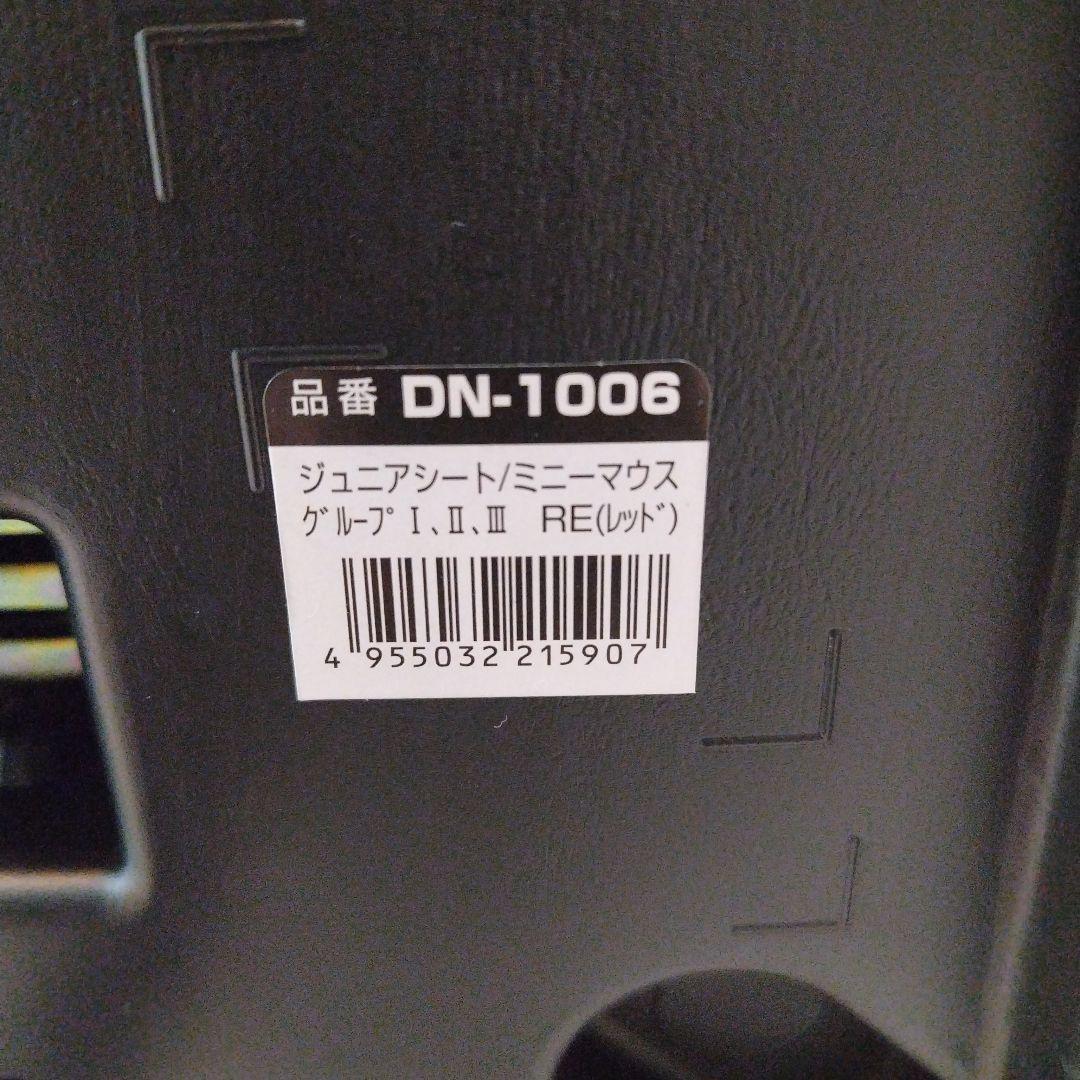 品番 DN-1006
ジュニアシート/ミニーマウス
ｸﾞﾙｰﾌﾟ Ⅰ、Ⅱ、Ⅲ RE(ﾚｯﾄﾞ)
4 955032 215907